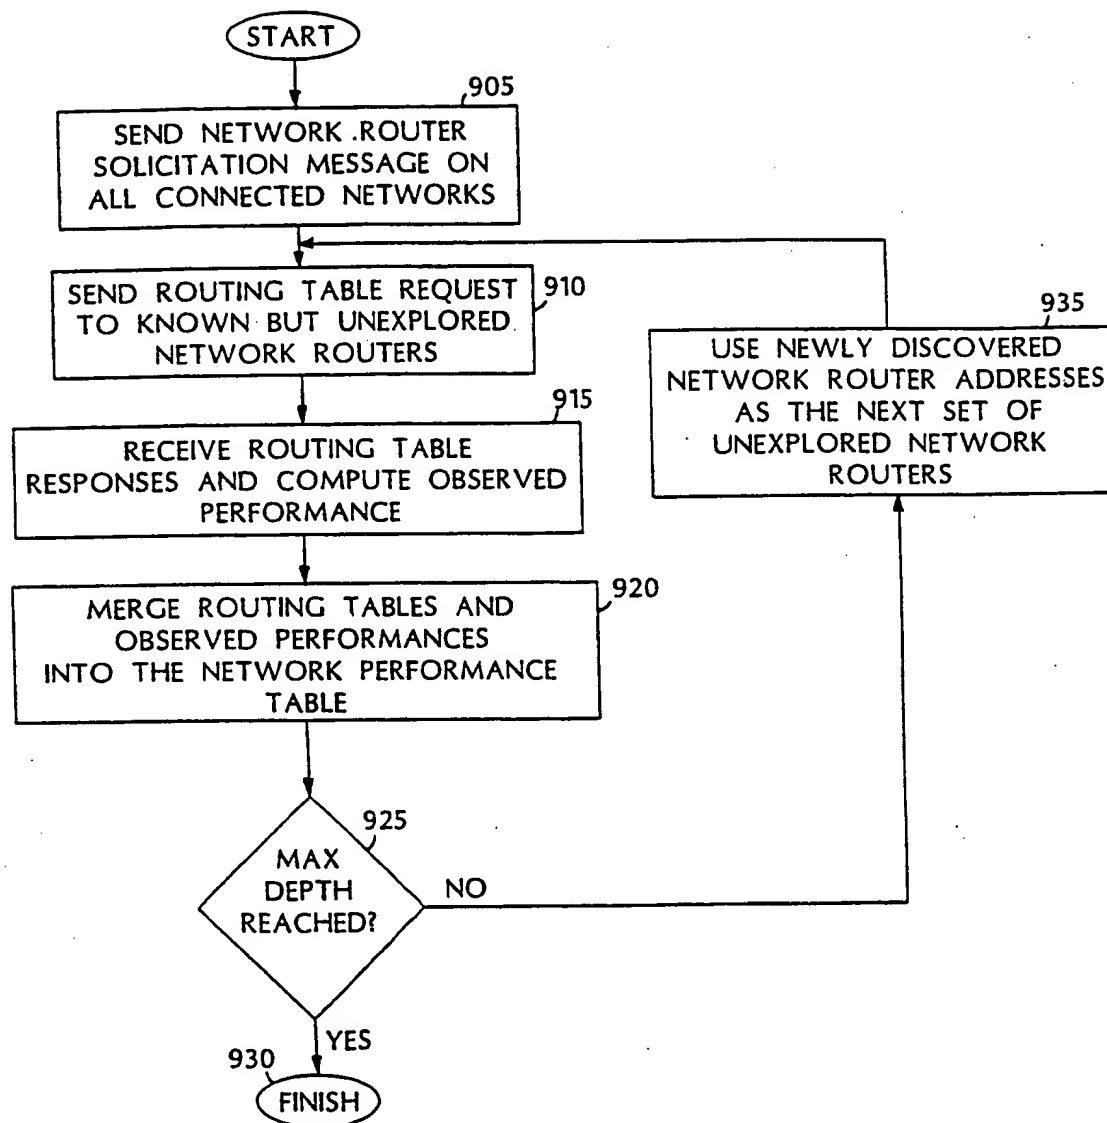 START
905
SEND NETWORK .ROUTER
SOLICITATION MESSAGE ON
ALL CONNECTED NETWORKS
SEND ROUTING TABLE REQUEST
TO KNOWN BUT UNEXPLORED
NETWORK ROUTERS
910
935
USE NEWLY DISCOVERED
NETWORK ROUTER ADDRESSES
AS THE NEXT SET OF
UNEXPLORED NETWORK
ROUTERS
915
RECEIVE ROUTING TABLE
RESPONSES AND COMPUTE OBSERVED
PERFORMANCE
920
MERGE ROUTING TABLES AND
OBSERVED PERFORMANCES
INTO THE NETWORK PERFORMANCE
TABLE
925
MAX
DEPTH
REACHED?
NO
YES
930
FINISH